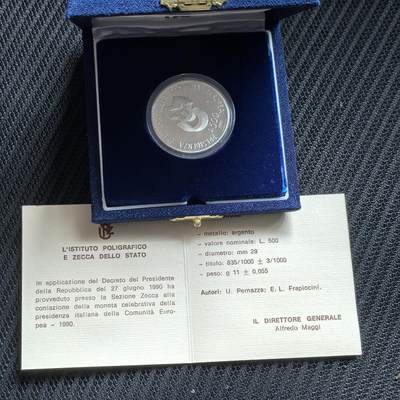 L'ISTITUTO POLIGRAFICO
E ZECCA DELLO STATO
In applicazione del Decreto del Presidente
della Repubblica del 27 giugno 1990 ha
provveduto presso la Sezione Zecca alla
coniazione della moneta celebrativa della
presidenza italiana della Comunità Euro-
pea - 1990.
- metallo: argento
- valore nominale: L. 500
- diametro: mm 29
- titolo: 835/1000 ± 3/1000
- peso: g 11 ± 0,055
Autori: U. Pernazza; E. L. Frapiccini.
IL DIRETTORE GENERALE
Alfredo Maggi